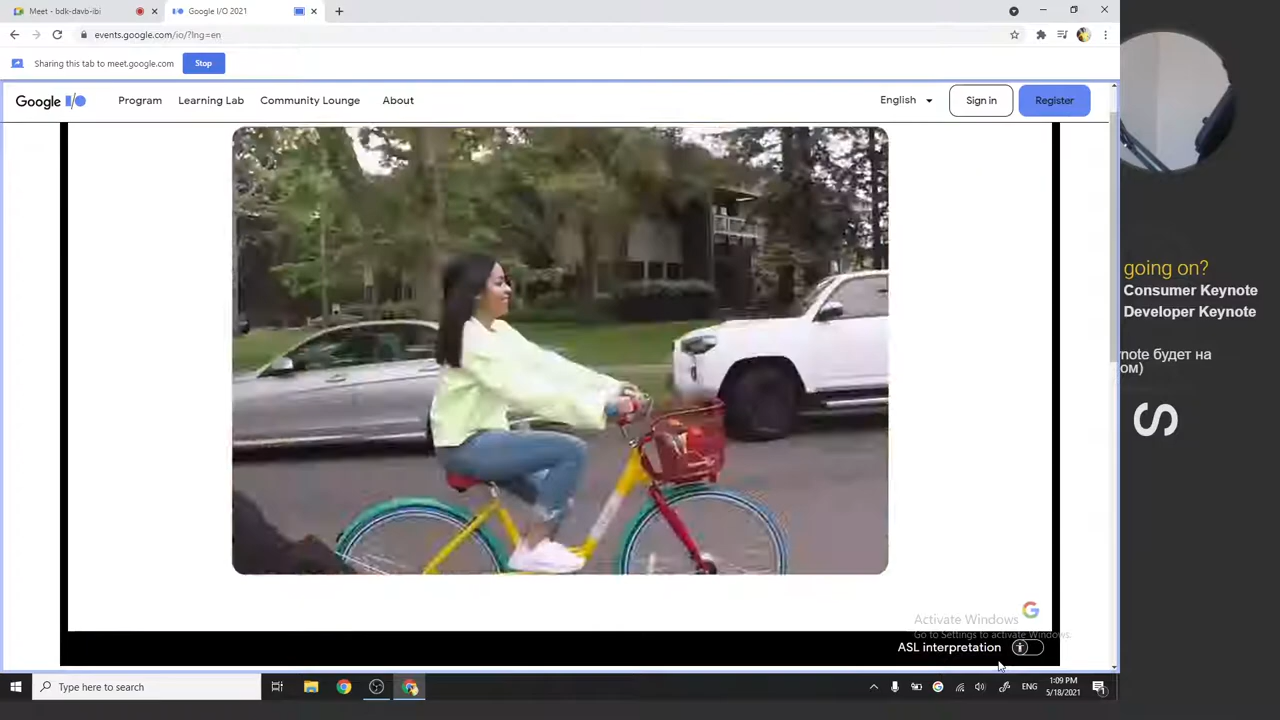 Meet - bdk-davb-ibi
Google I/O 2021
events.google.com/io/?lng=en
Sharing this tab to meet.google.com
Stop
Google I/O
Program
Learning Lab
Community Lounge
About
English
Sign in
Register
going on?
Consumer Keynote
Developer Keynote
note будет на
ом)
S
Activate Windows
Go to Settings to activate Windows.
ASL interpretation
Type here to search
ENG
1:09 PM
5/18/2021